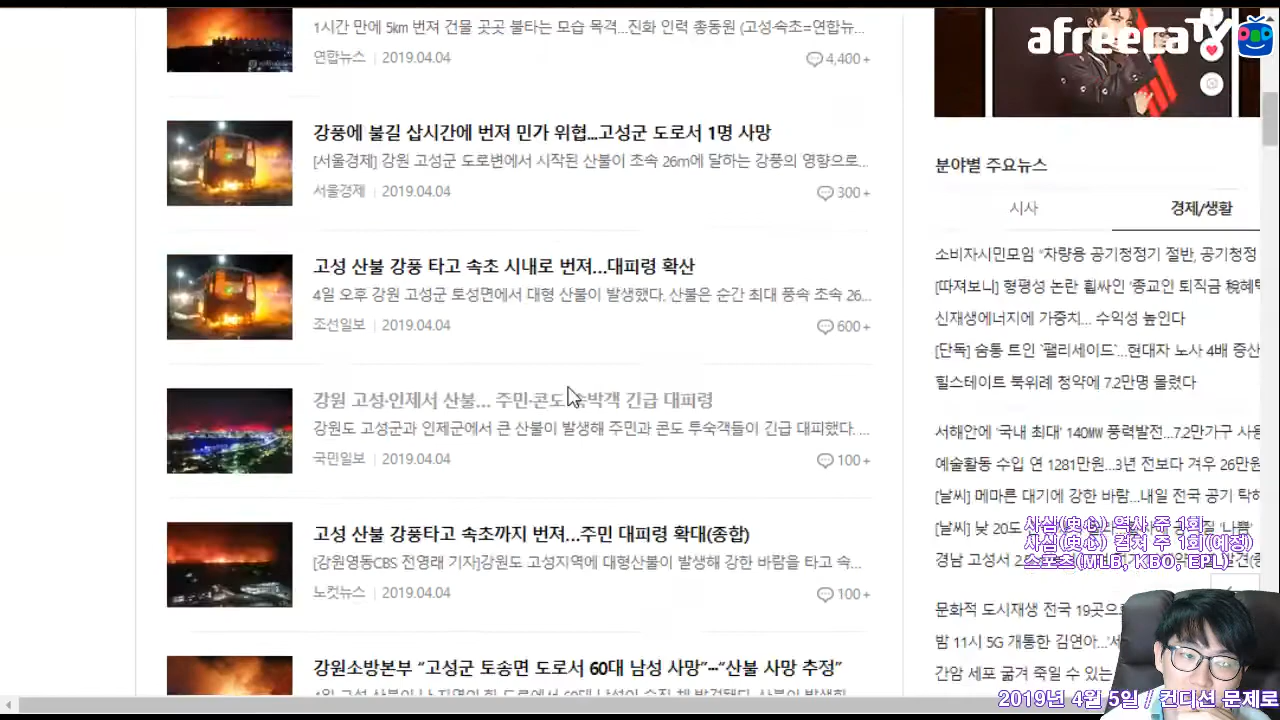 1시간 만에 5㎞ 번져 건물 곳곳 불타는 모습 목격…진화 인력 총동원 (고성·속초=연합뉴...
연합뉴스 | 2019.04.04
4,400+
강풍에 불길 삽시간에 번져 민가 위협...고성군 도로서 1명 사망
[서울경제] 강원 고성군 도로변에서 시작된 산불이 초속 26m에 달하는 강풍의 영향으로...
서울경제 | 2019.04.04
300+
고성 산불 강풍 타고 속초 시내로 번져…대피령 확산
4일 오후 강원 고성군 토성면에서 대형 산불이 발생했다. 산불은 순간 최대 풍속 초속 26...
조선일보 | 2019.04.04
600+
강원 고성·인제서 산불… 주민·콘도 숙박객 긴급 대피령
강원도 고성군과 인제군에서 큰 산불이 발생해 주민과 콘도 투숙객들이 긴급 대피했다. ...
국민일보 | 2019.04.04
100+
고성 산불 강풍타고 속초까지 번져…주민 대피령 확대(종합)
[강원영동CBS 전영래 기자]강원도 고성지역에 대형산불이 발생해 강한 바람을 타고 속...
노컷뉴스 | 2019.04.04
100+
강원소방본부 “고성군 토송면 도로서 60대 남성 사망”…“산불 사망 추정”
afreecaTV
분야별 주요뉴스
시사
경제/생활
소비자시민모임 "차량용 공기청정기 절반, 공기청정
[따져보니] 형평성 논란 휩싸인 '종교인 퇴직금 稅혜택
신재생에너지에 가중치... 수익성 높인다
[단독] 숨통 트인 `팰리세이드`…현대차 노사 4배 증산
힐스테이트 북위례 청약에 7.2만명 몰렸다
서해안에 '국내 최대' 140㎿ 풍력발전…7.2만가구 사용
예술활동 수입 연 1281만원…3년 전보다 겨우 26만원
[날씨] 메마른 대기에 강한 바람…내일 전국 공기 탁해
[날씨] 낮 20도
사심(史心) 역사 주 1회
사심(史心) 컬쳐 주 1회(예정)
스포츠(MLB, KBO, EPL)
경남 고성서
문화적 도시재생 전국 19곳으
밤 11시 5G 개통한 김연아…'세
간암 세포 굶겨 죽일 수 있는
2019년 4월 5일 / 컨디션 문제로